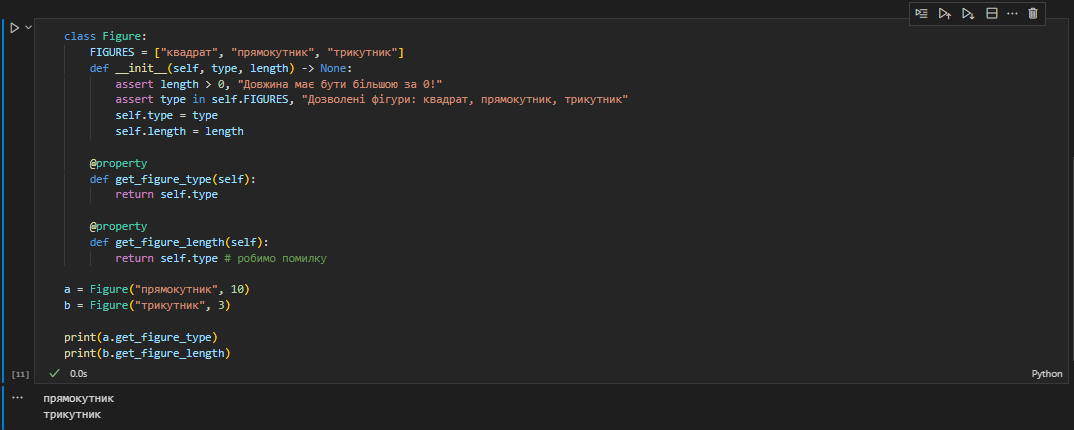 class Figure:
    FIGURES = ["квадрат", "прямокутник", "трикутник"]
    def __init__(self, type, length) -> None:
        assert length > 0, "Довжина має бути більшою за 0!"
        assert type in self.FIGURES, "Дозволені фігури: квадрат, прямокутник, трикутник"
        self.type = type
        self.length = length

    @property
    def get_figure_type(self):
        return self.type

    @property
    def get_figure_length(self):
        return self.type # робимо помилку

a = Figure("прямокутник", 10)
b = Figure("трикутник", 3)

print(a.get_figure_type)
print(b.get_figure_length)
[11] 0.0s Python
прямокутник
трикутник